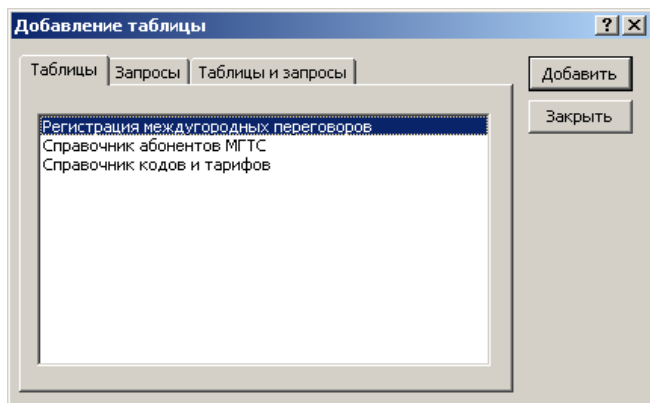 Добавление таблицы
Таблицы Запросы Таблицы и запросы
Добавить
Закрыть
Регистрация междугородных переговоров
Справочник абонентов МГТС
Справочник кодов и тарифов